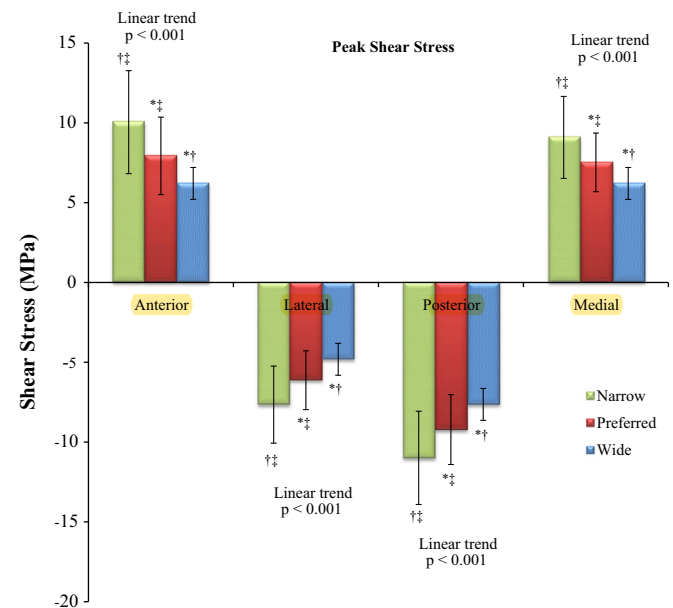 Linear trend
p < 0.001
Peak Shear Stress
Linear trend
p < 0.001
15
10
5
0
-5
-10
-15
-20
Shear Stress (MPa)
†‡
*‡
*†
†‡
*‡
*†
Anterior
Lateral
Posterior
Medial
*†
*‡
†‡
*†
*‡
†‡
Narrow
Preferred
Wide
Linear trend
p < 0.001
Linear trend
p < 0.001